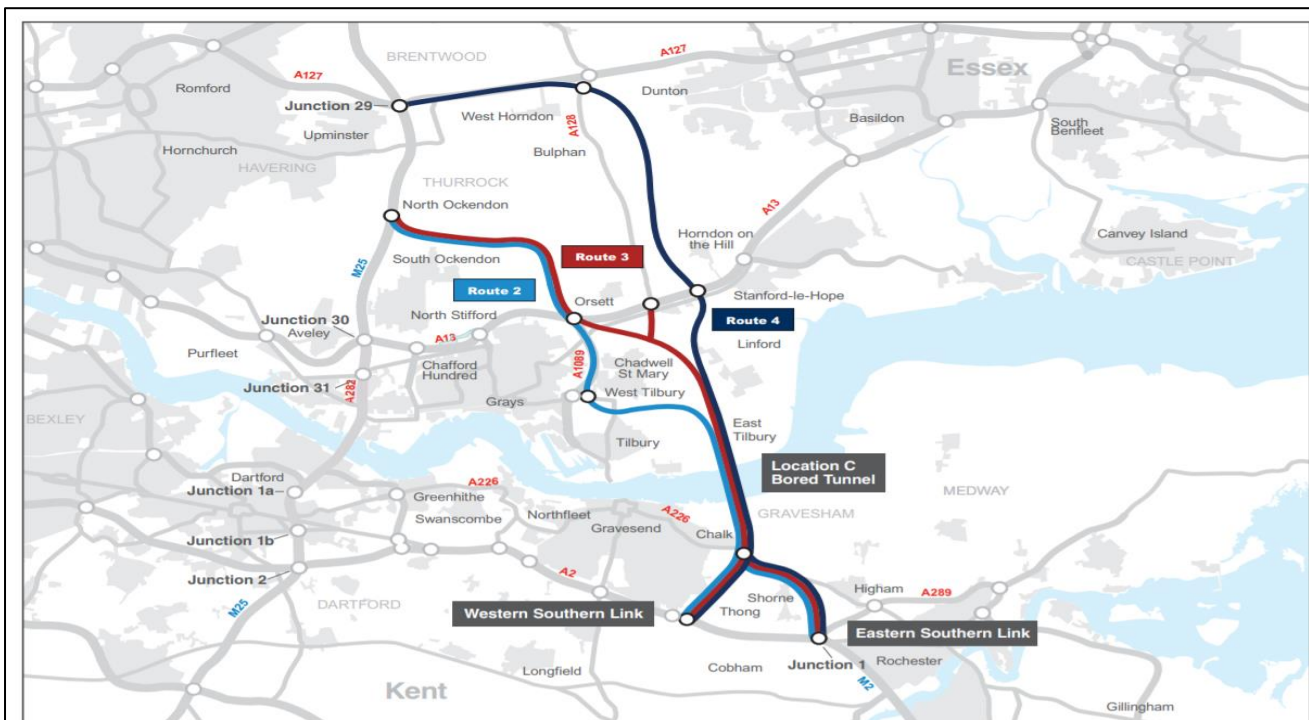 BRENTWOOD
A127
Essex
A127
Romford
Junction 29
Dunton
West Horndon
Upminster
A128
Basildon
South
Benfleet
Hornchurch
Bulphan
HAVERING
THURROCK
North Ockendon
A13
Horndon on
the Hill
Canvey Island
CASTLE POINT
Route 3
South Ockendon
M25
Route 2
Orsett
Stanford-le-Hope
North Stifford
Junction 30
Aveley
Route 4
A13
Linford
Purfleet
Chafford
Hundred
A1089
Chadwell
St Mary
Junction 31
A282
Grays
West Tilbury
BEXLEY
East
Tilbury
Tilbury
Location C
Bored Tunnel
Dartford
A226
Junction 1a
Greenhithe
MEDWAY
Swanscombe
Northfleet
GRAVESHAM
Gravesend
A226
Junction 1b
Chalk
Junction 2
A2
Higham
A289
M25
DARTFORD
Shorne
Western Southern Link
Thong
Eastern Southern Link
Longfield
Cobham
Junction 1
Rochester
M2
Kent
Gillingham